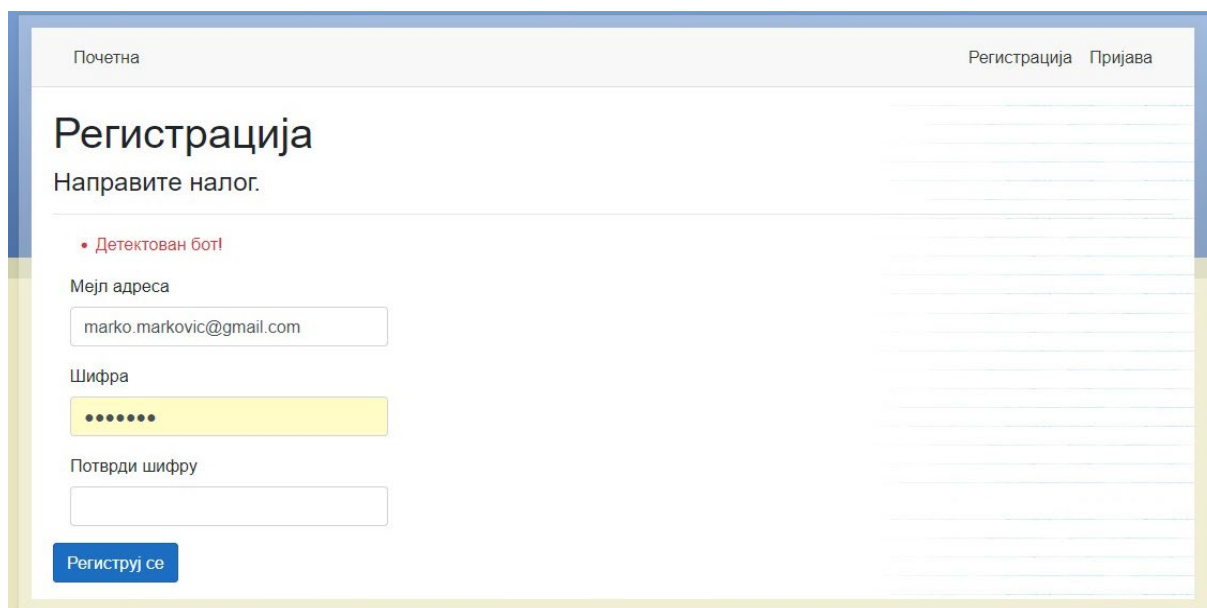 Почетна Регистрација Пријава
Регистрација
Направите налог.
• Детектован бот!
Мејл адреса
marko.markovic@gmail.com
Шифра
•••••••
Потврди шифру
Региструј се